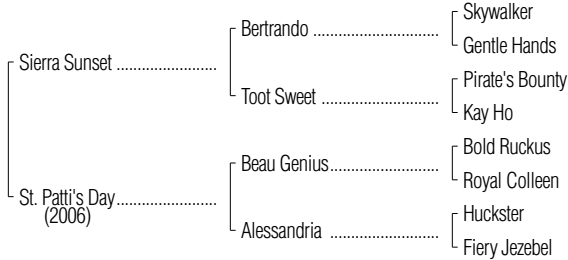 Skywalker
Bertrando ..........................
Gentle Hands
Sierra Sunset .....................
Pirate's Bounty
Toot Sweet ........................
Kay Ho
Bold Ruckus
Beau Genius.......................
Royal Colleen
St. Patti's Day.....................
(2006)
Huckster
Alessandria .......................
Fiery Jezebel